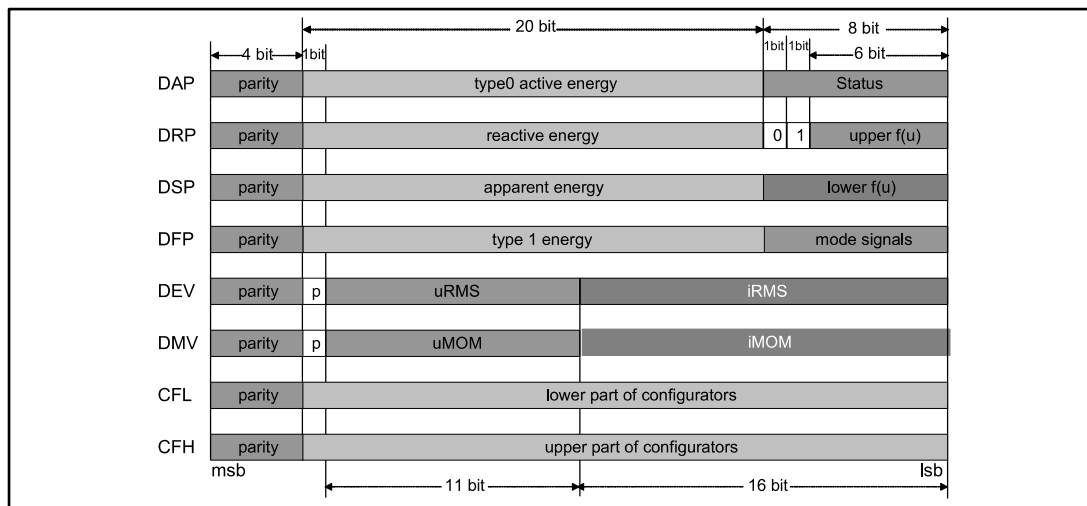 20 bit
8 bit
4 bit
1bit
1bit
1bit
6 bit
DAP
parity
type0 active energy
Status
DRP
parity
reactive energy
0
1
upper f(u)
DSP
parity
apparent energy
lower f(u)
DFP
parity
type 1 energy
mode signals
DEV
parity
p
uRMS
iRMS
DMV
parity
p
uMOM
iMOM
CFL
parity
lower part of configurators
CFH
parity
upper part of configurators
msb
lsb
11 bit
16 bit